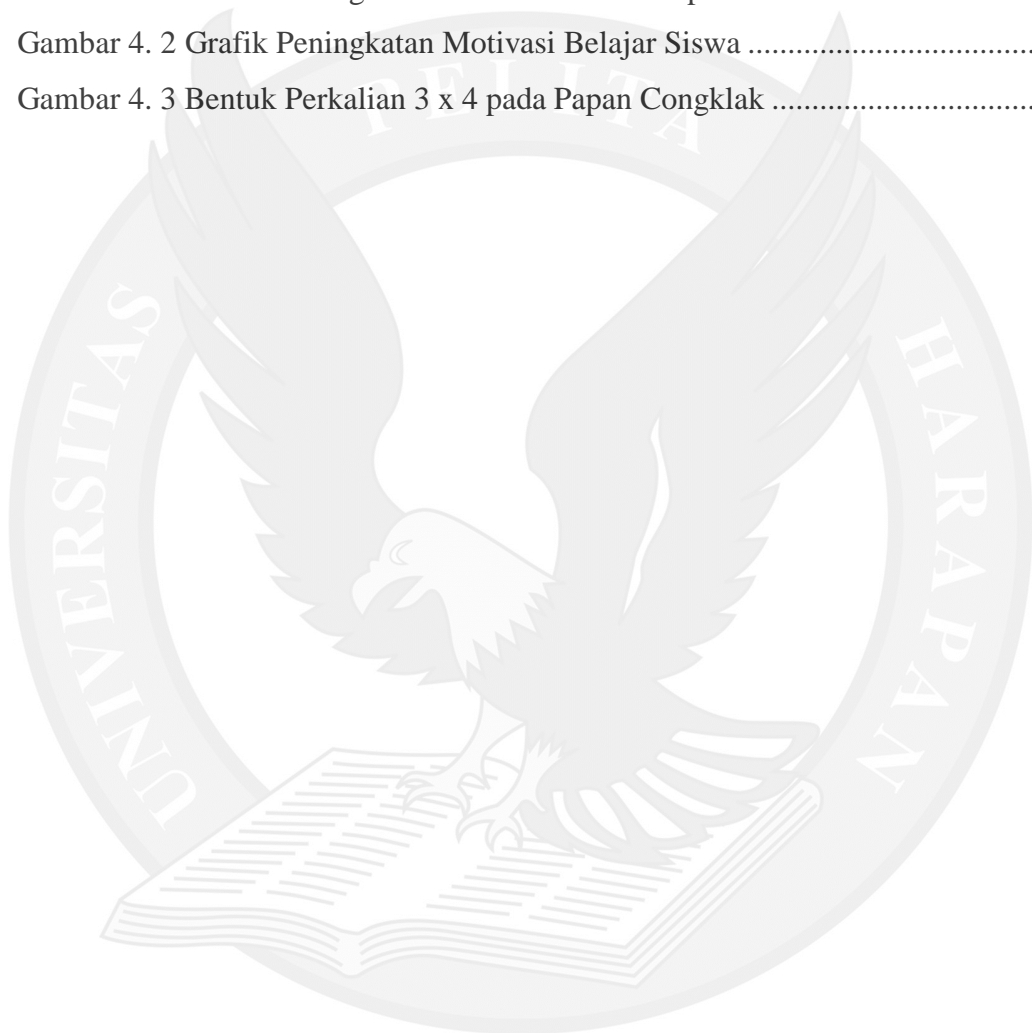 Gambar 4. 2 Grafik Peningkatan Motivasi Belajar Siswa ....................................
Gambar 4. 3 Bentuk Perkalian 3 x 4 pada Papan Congklak .................................
UNIVERSITAS PELITA HARAPAN